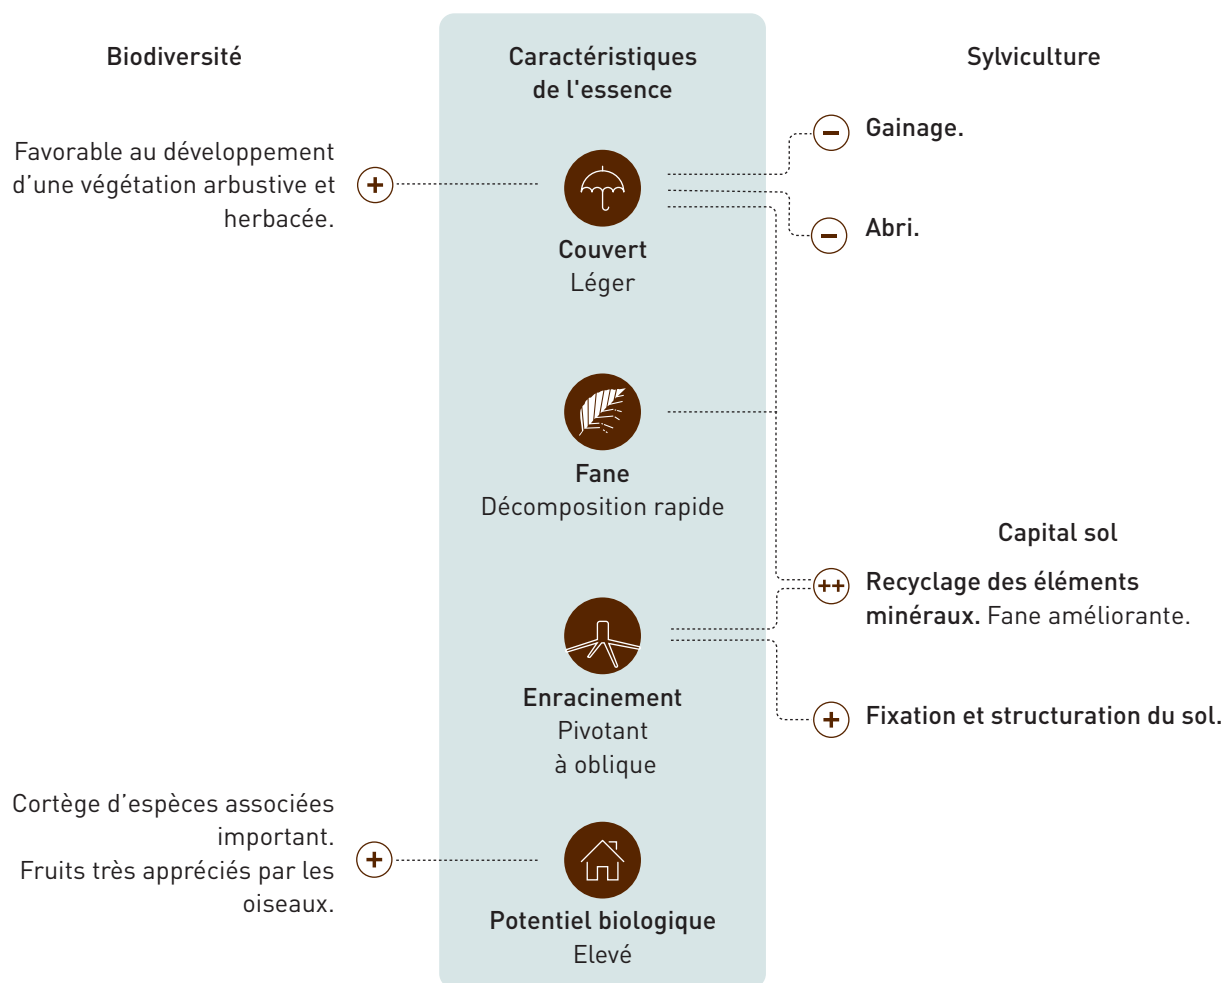 Biodiversité
Caractéristiques
de l'essence
Sylviculture
Gainage.
Favorable au développement
d’une végétation arbustive et
herbacée.
Abri.
Couvert
Léger
Fane
Décomposition rapide
Capital sol
++
Recyclage des éléments
minéraux. Fane améliorante.
Enracinement
Pivotant
à oblique
Fixation et structuration du sol.
Cortège d’espèces associées
important.
Fruits très appréciés par les
oiseaux.
Potentiel biologique
Elevé